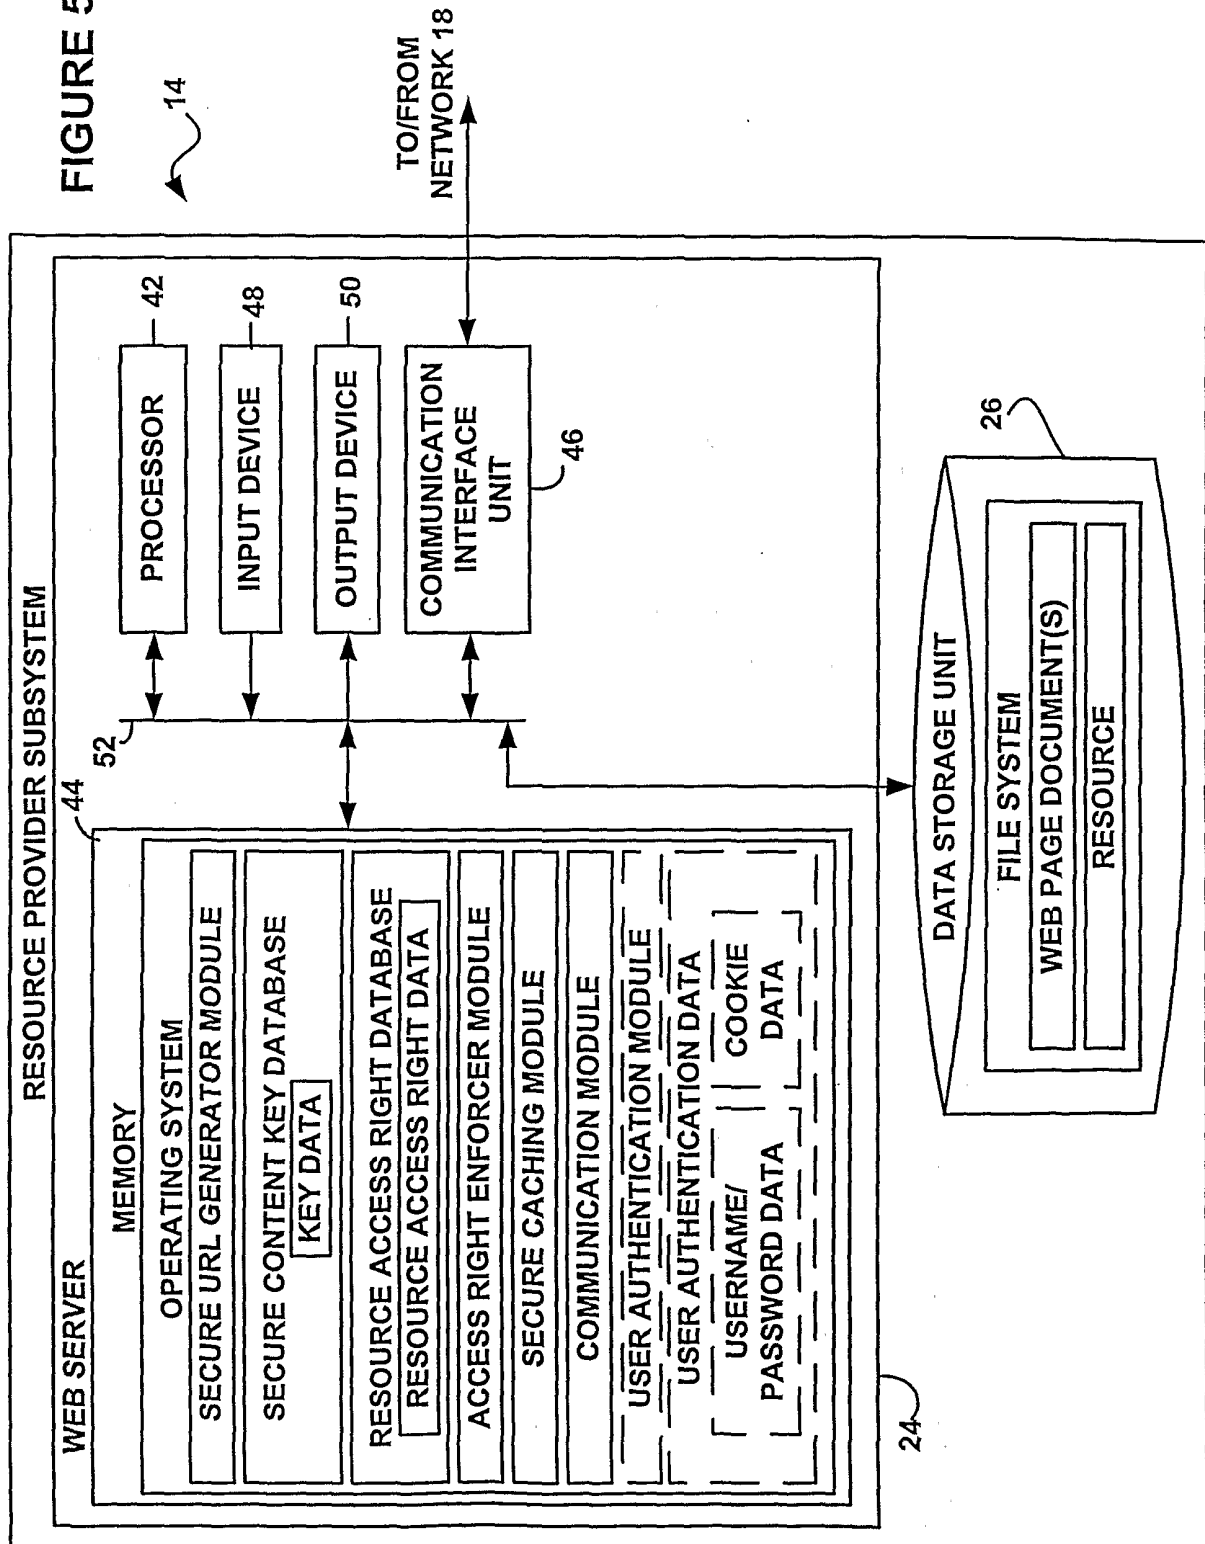 FIGURE 5
14
RESOURCE PROVIDER SUBSYSTEM
WEB SERVER
44
MEMORY
OPERATING SYSTEM
SECURE URL GENERATOR MODULE
SECURE CONTENT KEY DATABASE
KEY DATA
RESOURCE ACCESS RIGHT DATABASE
RESOURCE ACCESS RIGHT DATA
ACCESS RIGHT ENFORCER MODULE
SECURE CACHING MODULE
COMMUNICATION MODULE
USER AUTHENTICATION MODULE
USER AUTHENTICATION DATA
USERNAME/
PASSWORD DATA
COOKIE
DATA
24
52
PROCESSOR
42
INPUT DEVICE
48
OUTPUT DEVICE
50
COMMUNICATION
INTERFACE
UNIT
46
TO/FROM
NETWORK 18
DATA STORAGE UNIT
26
FILE SYSTEM
WEB PAGE DOCUMENT(S)
RESOURCE